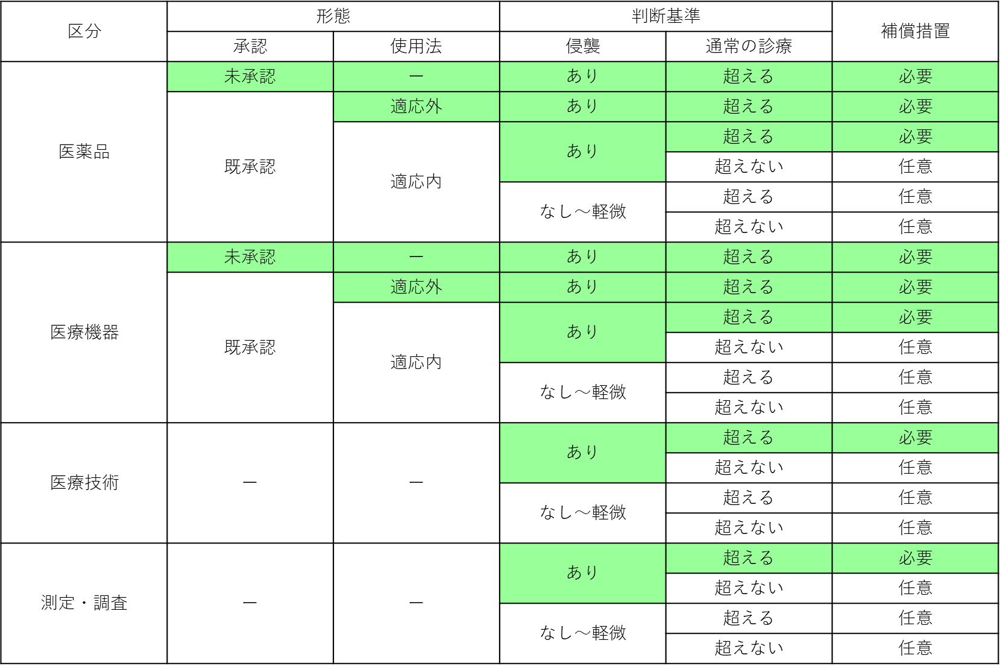 区分 形態 判断基準 補償措置
承認 使用法 侵襲 通常の診療
医薬品 未承認 ー あり 超える 必要
既承認 適応外 あり 超える 必要
適応内 あり 超える 必要
超えない 任意
なし～軽微 超える 任意
超えない 任意
医療機器 未承認 ー あり 超える 必要
既承認 適応外 あり 超える 必要
適応内 あり 超える 必要
超えない 任意
なし～軽微 超える 任意
超えない 任意
医療技術 ー ー あり 超える 必要
超えない 任意
なし～軽微 超える 任意
超えない 任意
測定・調査 ー ー あり 超える 必要
超えない 任意
なし～軽微 超える 任意
超えない 任意